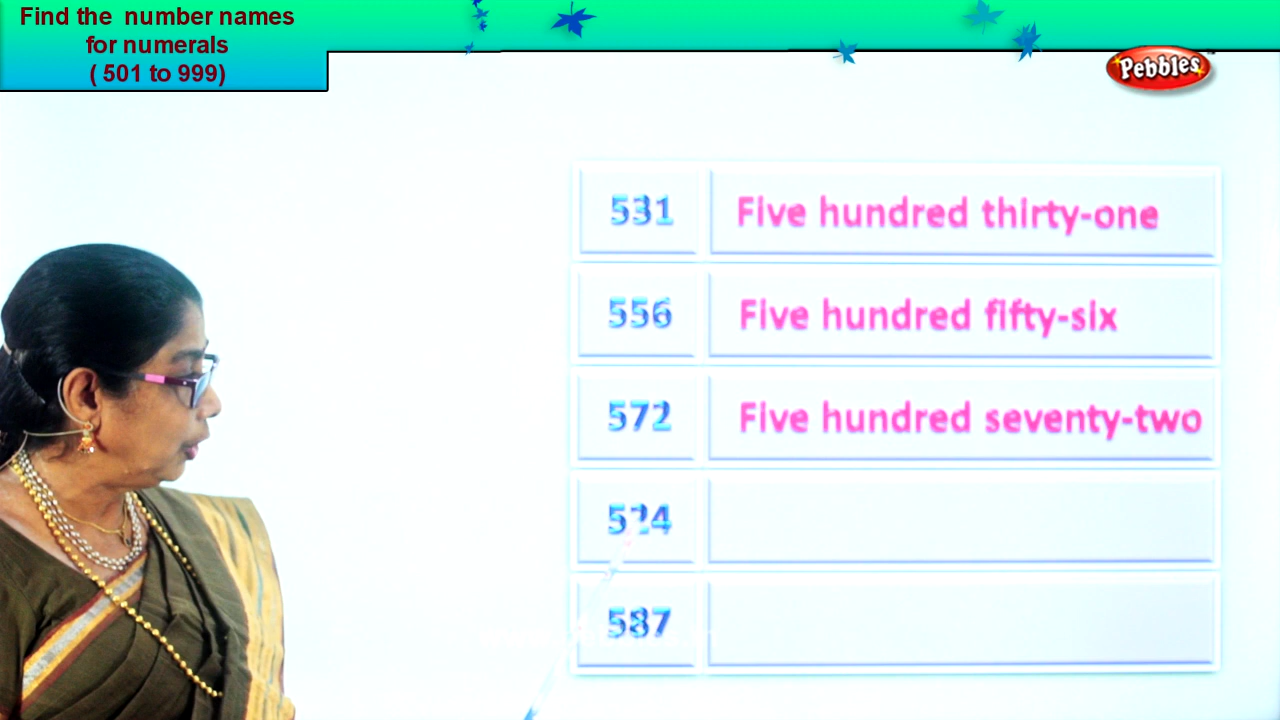 Find the number names
for numerals
( 501 to 999)
Pebbles
531 Five hundred thirty-one
556 Five hundred fifty-six
572 Five hundred seventy-two
587